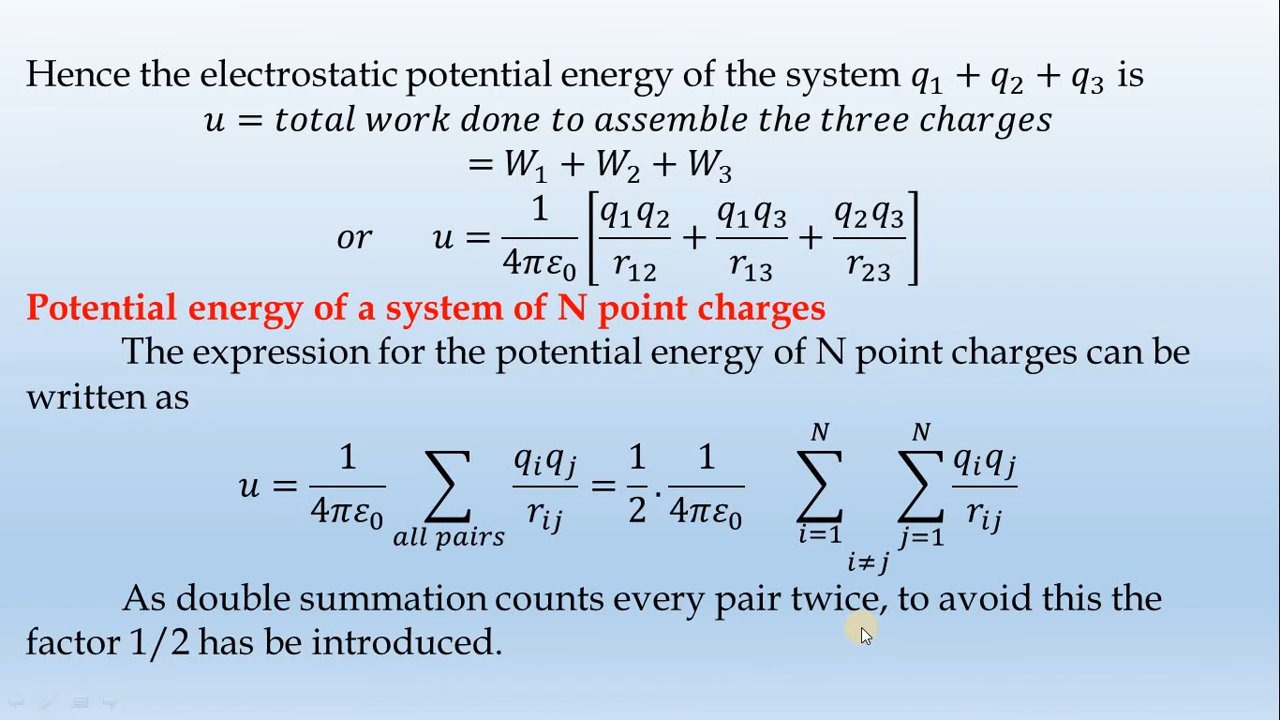 Hence the electrostatic potential energy of the system q₁ + q₂ + q₃ is
u = total work done to assemble the three charges
= W₁ + W₂ + W₃
or u = 1/4πε₀ [q₁q₂/r₁₂ + q₁q₃/r₁₃ + q₂q₃/r₂₃]
Potential energy of a system of N point charges
The expression for the potential energy of N point charges can be
written as
u = 1/4πε₀ ∑_{all pairs} qᵢqⱼ/rᵢⱼ = 1/2 . 1/4πε₀ ∑_{i=1}^{N} ∑_{j=1}^{N} _{i≠j} qᵢqⱼ/rᵢⱼ
As double summation counts every pair twice, to avoid this the
factor 1/2 has be introduced.